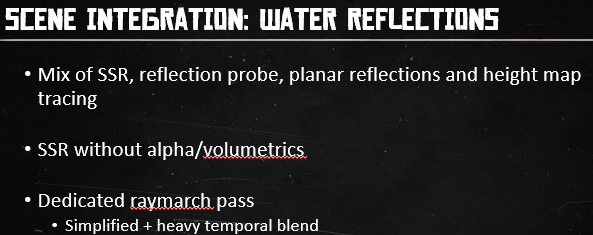 SCENE INTEGRATION: WATER REFLECTIONS
• Mix of SSR, reflection probe, planar reflections and height map
tracing
• SSR without alpha/volumetrics
• Dedicated raymarch pass
• Simplified + heavy temporal blend